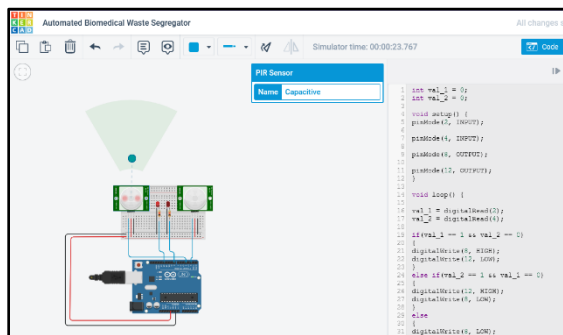 TIN
KER
CAD
Automated Biomedical Waste Segregator
All changes
Simulator time: 00:00:23.767
Code
PIR Sensor
Name Capacitive
1 int val_1 = 0;
2 int val_2 = 0;
3
4 void setup() {
5 pinMode(2, INPUT);
6
7 pinMode(4, INPUT);
8
9 pinMode(8, OUTPUT);
10
11 pinMode(12, OUTPUT);
12 }
13
14 void loop() {
15
16 val_1 = digitalRead(2);
17 val_2 = digitalRead(4);
18
19 if(val_1 == 1 && val_2 == 0)
20 {
21 digitalWrite(8, HIGH);
22 digitalWrite(12, LOW);
23 }
24 else if(val_2 == 1 && val_1 == 0)
25 {
26 digitalWrite(12, HIGH);
27 digitalWrite(8, LOW);
28 }
29 else
30 {
31 digitalWrite(8, LOW);